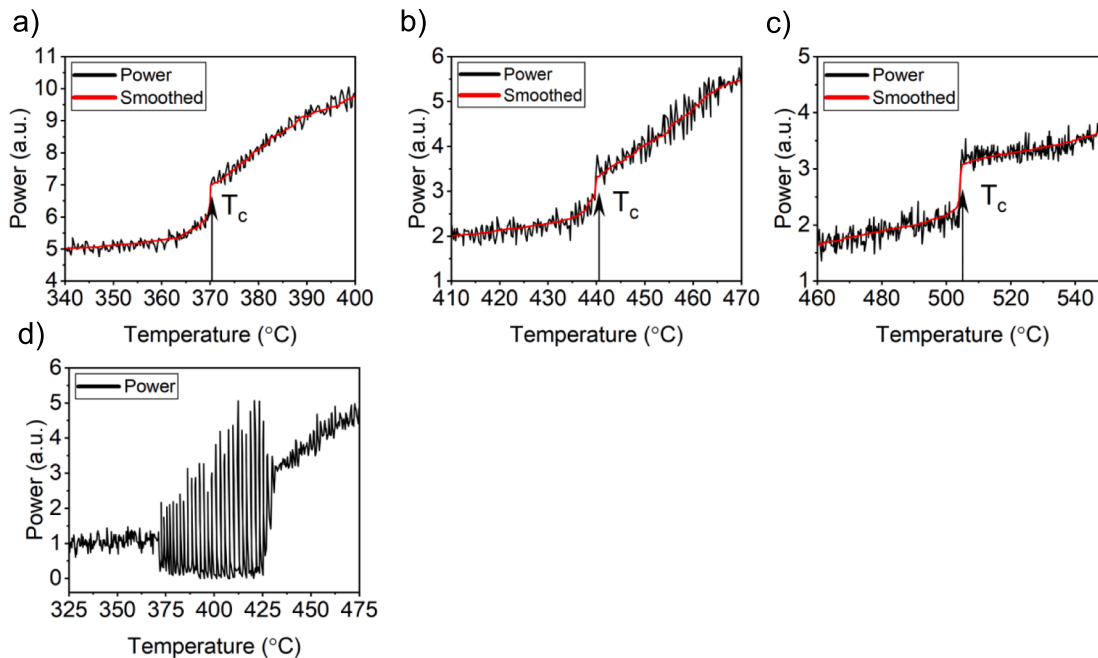 a)
11
10
9
8
7
6
5
4
Power (a.u.)
Power
Smoothed
Tc
340 350 360 370 380 390 400
Temperature (°C)
b)
6
5
4
3
2
1
Power (a.u.)
Power
Smoothed
Tc
410 420 430 440 450 460 470
Temperature (°C)
c)
5
4
3
2
1
Power (a.u.)
Power
Smoothed
Tc
460 480 500 520 540
Temperature (°C)
d)
6
5
4
3
2
1
0
Power (a.u.)
Power
325 350 375 400 425 450 475
Temperature (°C)